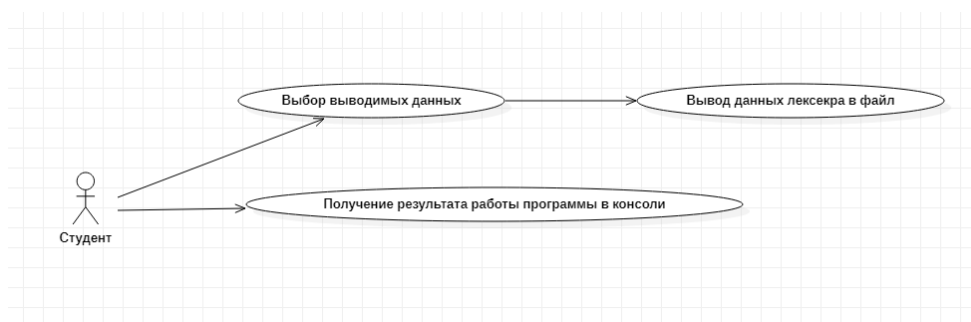 Выбор выводимых данных
Вывод данных лексекра в файл
Получение результата работы программы в консоли
Студент